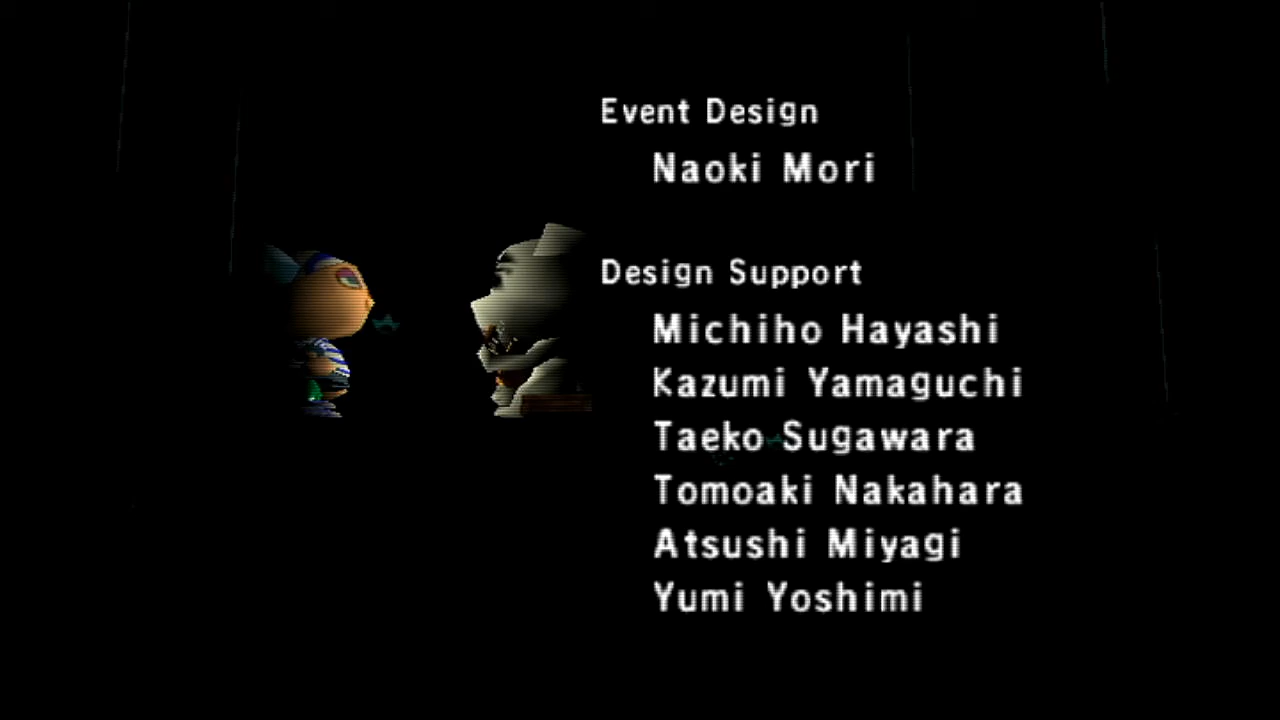 Event Design
Naoki Mori
Design Support
Michiho Hayashi
Kazumi Yamaguchi
Taeko Sugawara
Tomoaki Nakahara
Atsushi Miyagi
Yumi Yoshimi